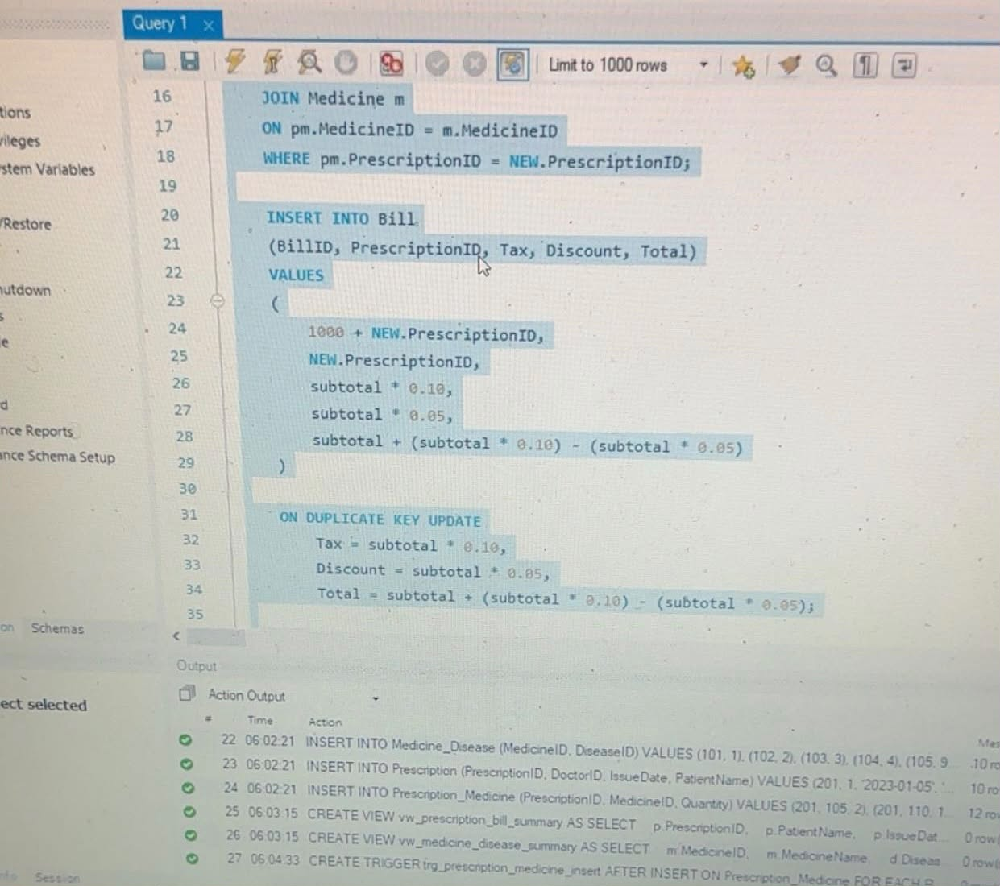 Query 1
Limit to 1000 rows
tions
vileges
stem Variables
/Restore
utdown
s
e
d
nce Reports
ance Schema Setup
on Schemas
ect selected
Session
16 JOIN Medicine m
17 ON pm.MedicineID = m.MedicineID
18 WHERE pm.PrescriptionID = NEW.PrescriptionID;
19
20 INSERT INTO Bill
21 (BillID, PrescriptionID, Tax, Discount, Total)
22 VALUES
23 (
24 1000 + NEW.PrescriptionID,
25 NEW.PrescriptionID,
26 subtotal * 0.10,
27 subtotal * 0.05,
28 subtotal + (subtotal * 0.10) - (subtotal * 0.05)
29 )
30
31 ON DUPLICATE KEY UPDATE
32 Tax = subtotal * 0.10,
33 Discount = subtotal * 0.05,
34 Total = subtotal + (subtotal * 0.10) - (subtotal * 0.05);
35
Output
Action Output
# Time Action Mes
22 06:02:21 INSERT INTO Medicine_Disease (MedicineID, DiseaseID) VALUES (101, 1), (102, 2), (103, 3), (104, 4), (105, 9... 10 ro
23 06:02:21 INSERT INTO Prescription (PrescriptionID, DoctorID, IssueDate, PatientName) VALUES (201, 1, '2023-01-05', '... 10 ro
24 06:02:21 INSERT INTO Prescription_Medicine (PrescriptionID, MedicineID, Quantity) VALUES (201, 105, 2), (201, 110, 1... 12 rov
25 06:03:15 CREATE VIEW vw_prescription_bill_summary AS SELECT p.PrescriptionID, p.PatientName, p.IssueDat... 0 row(
26 06:03:15 CREATE VIEW vw_medicine_disease_summary AS SELECT m.MedicineID, m.MedicineName, d.Diseas... 0 row(s
27 06:04:33 CREATE TRIGGER trg_prescription_medicine_insert AFTER INSERT ON Prescription_Medicine FOR EACH R